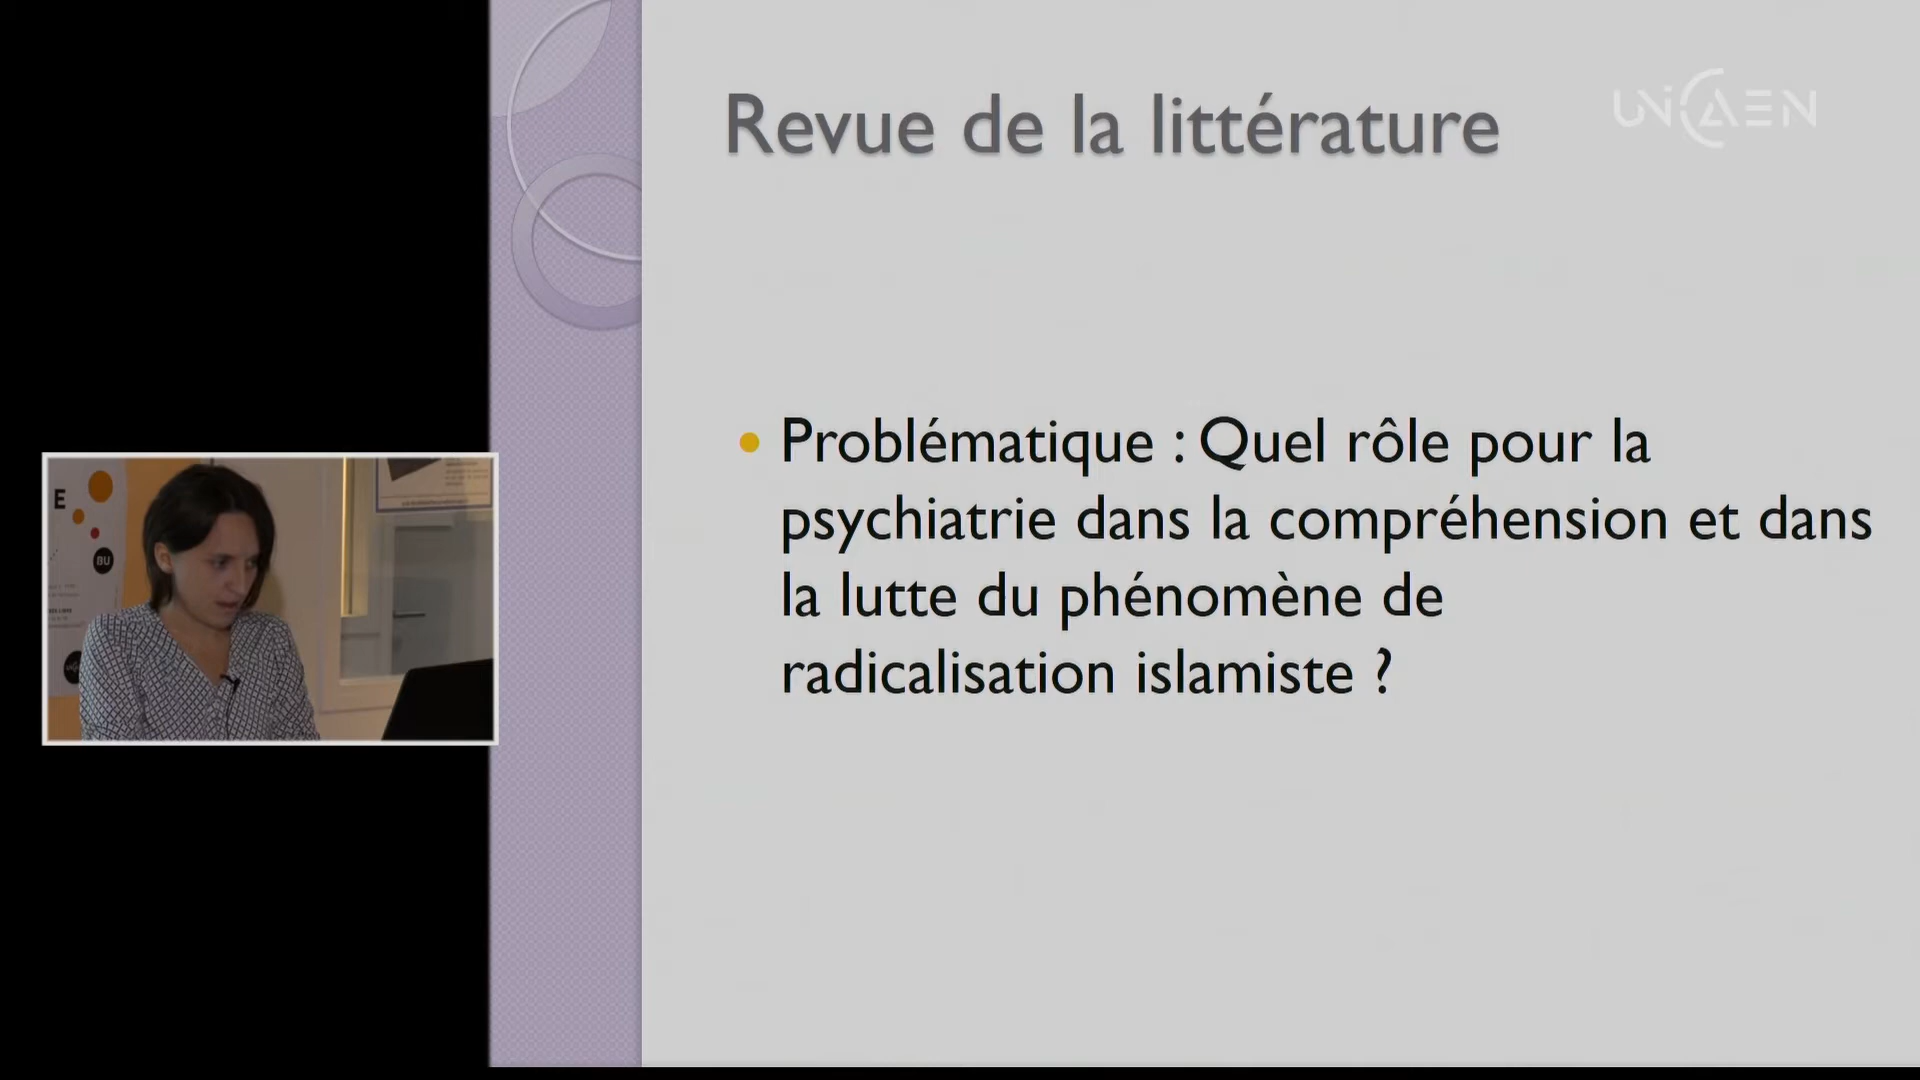 Revue de la littérature
UNICAEN
Problématique : Quel rôle pour la
psychiatrie dans la compréhension et dans
la lutte du phénomène de
radicalisation islamiste ?
E
BU